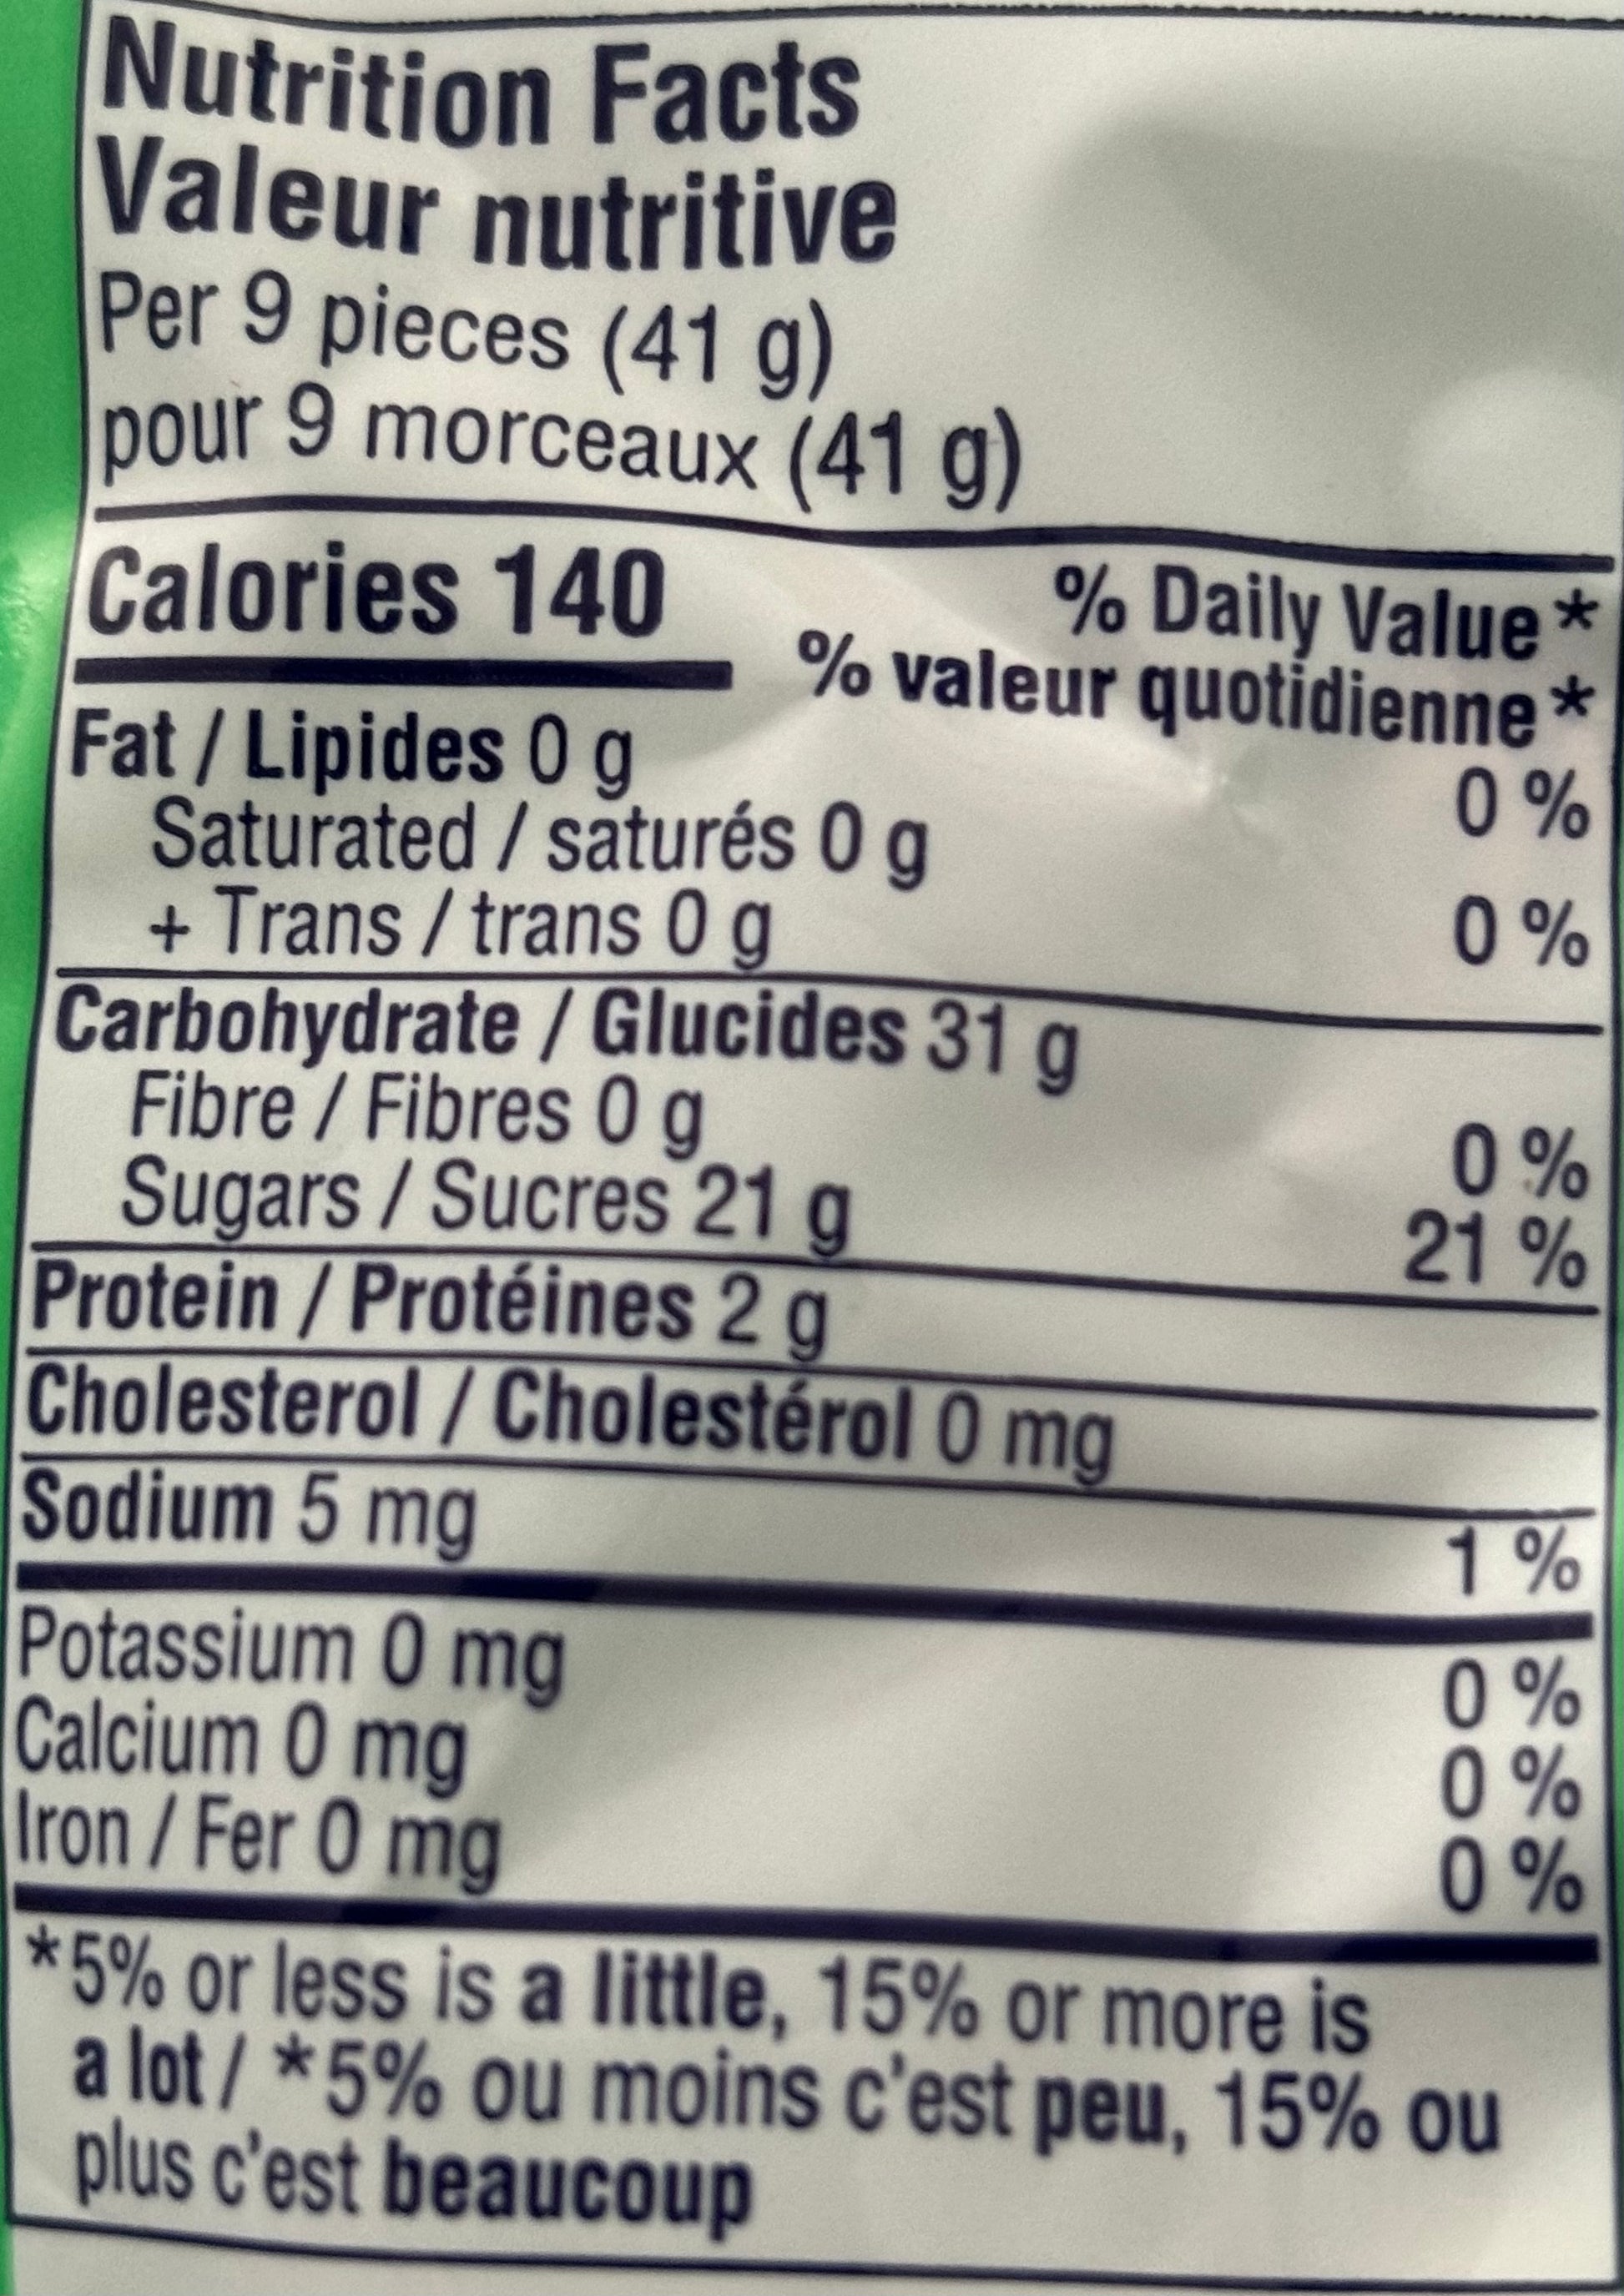 Nutrition Facts
Valeur nutritive
Per 9 pieces (41 g)
pour 9 morceaux (41 g)
Calories 140
% Daily Value*
% valeur quotidienne*
Fat / Lipides 0 g 0 %
Saturated / saturés 0 g
+ Trans / trans 0 g 0 %
Carbohydrate / Glucides 31 g
Fibre / Fibres 0 g 0 %
Sugars / Sucres 21 g 21 %
Protein / Protéines 2 g
Cholesterol / Cholestérol 0 mg
Sodium 5 mg 1 %
Potassium 0 mg 0 %
Calcium 0 mg 0 %
Iron / Fer 0 mg 0 %
*5% or less is a little, 15% or more is
a lot / *5% ou moins c'est peu, 15% ou
plus c'est beaucoup